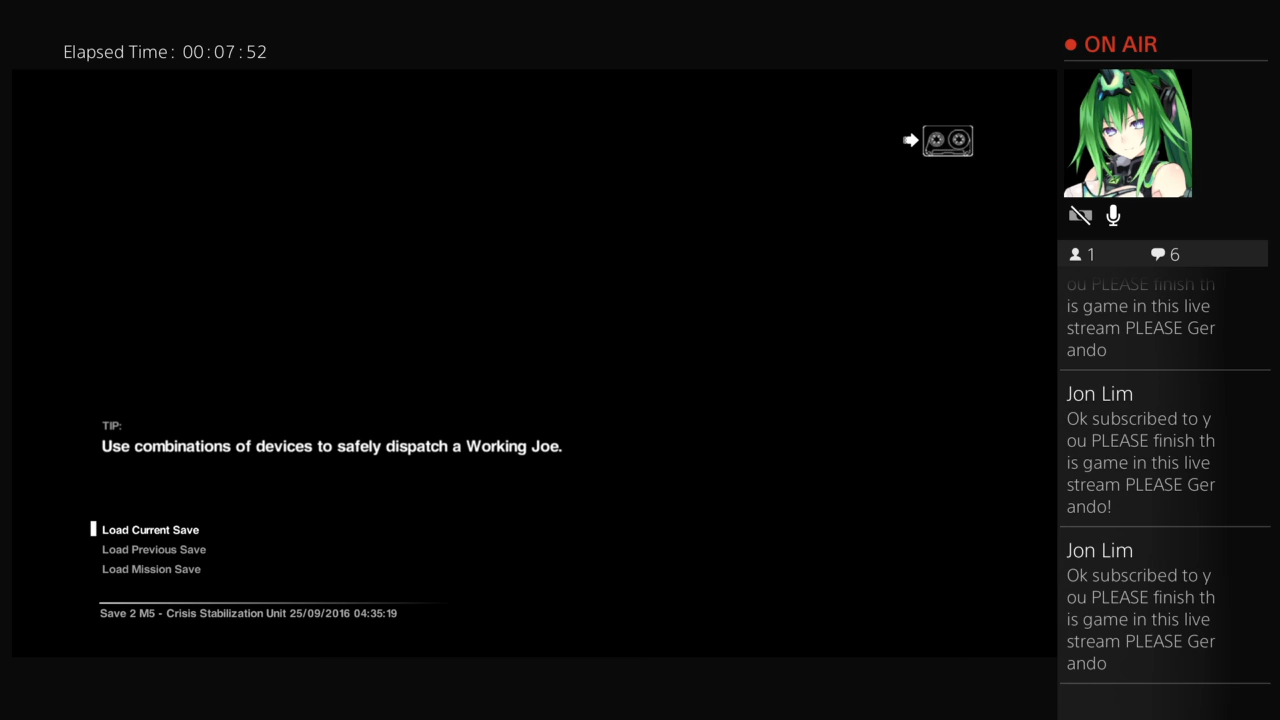 Elapsed Time: 00:07:52
ON AIR
1
6
ou PLEASE finish th
is game in this live
stream PLEASE Ger
ando
Jon Lim
Ok subscribed to y
ou PLEASE finish th
is game in this live
stream PLEASE Ger
ando!
Jon Lim
Ok subscribed to y
ou PLEASE finish th
is game in this live
stream PLEASE Ger
ando
TIP:
Use combinations of devices to safely dispatch a Working Joe.
Load Current Save
Load Previous Save
Load Mission Save
Save 2 M5 - Crisis Stabilization Unit 25/09/2016 04:35:19